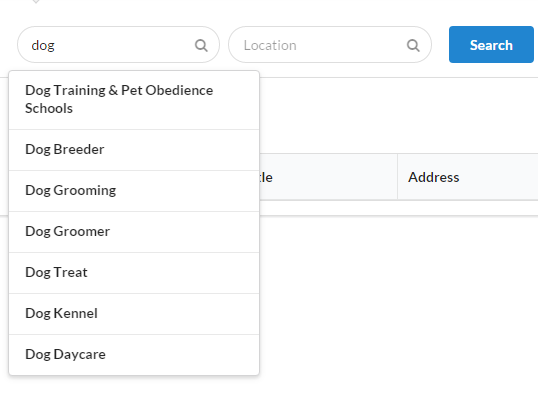 dog
Location
Search
Dog Training & Pet Obedience
Schools
Dog Breeder
tle
Address
Dog Grooming
Dog Groomer
Dog Treat
Dog Kennel
Dog Daycare